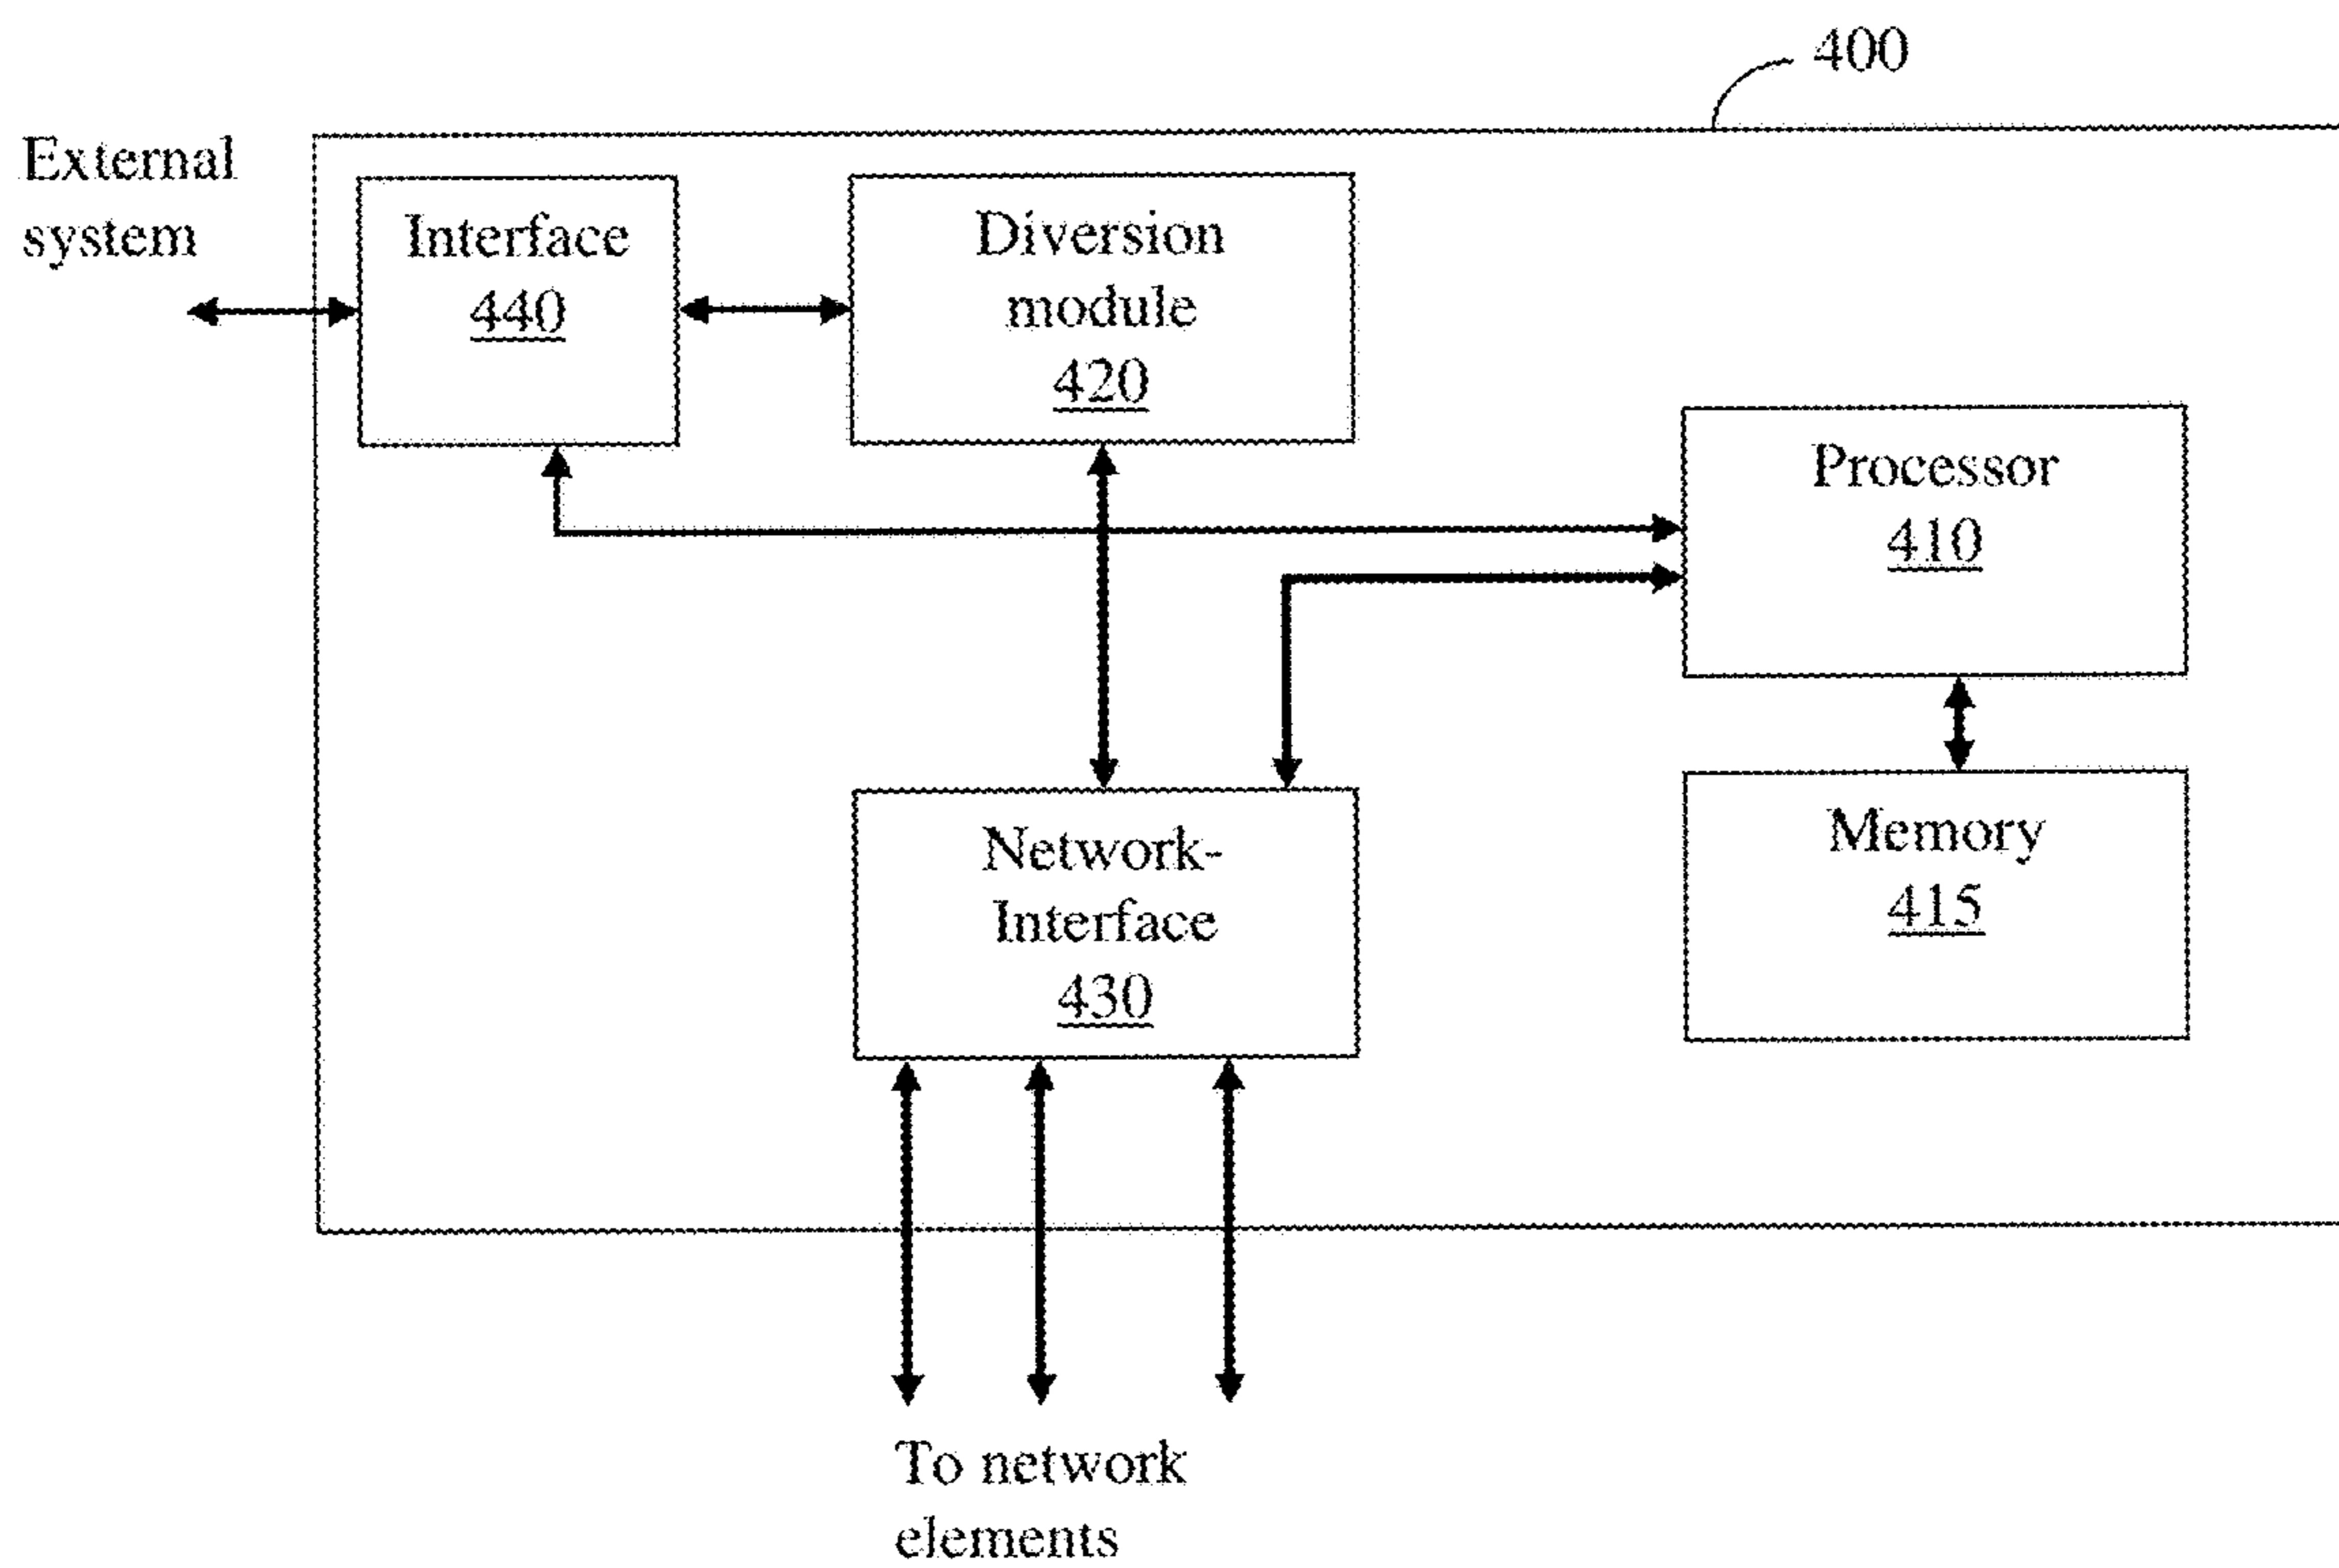 400
External
system
Interface
440
Diversion
module
420
Processor
410
Network-
Interface
430
Memory
415
To network
elements